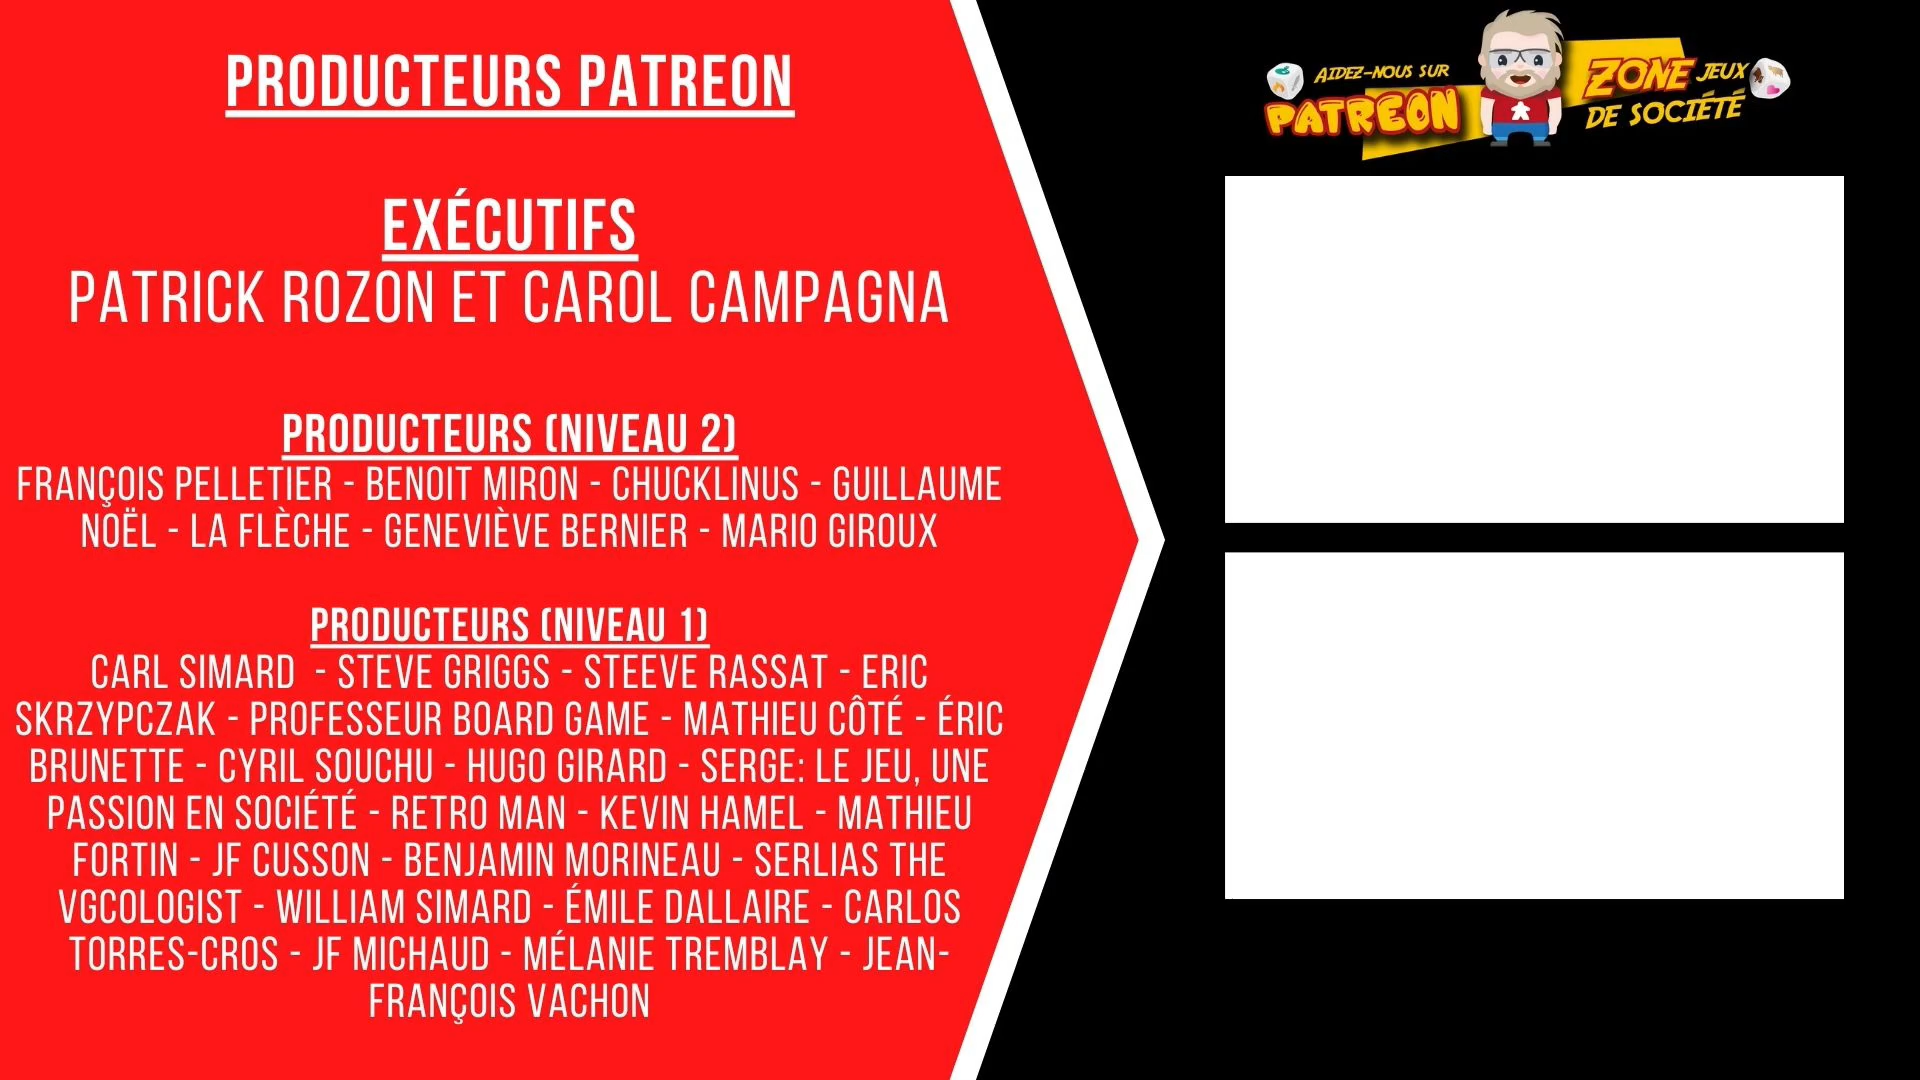 PRODUCTEURS PATREON
EXÉCUTIFS
PATRICK ROZON ET CAROL CAMPAGNA
PRODUCTEURS (NIVEAU 2)
FRANÇOIS PELLETIER - BENOIT MIRON - CHUCKLINUS - GUILLAUME
NOËL - LA FLÈCHE - GENEVIÈVE BERNIER - MARIO GIROUX
PRODUCTEURS (NIVEAU 1)
CARL SIMARD - STEVE GRIGGS - STEEVE RASSAT - ERIC
SKRZYPCZAK - PROFESSEUR BOARD GAME - MATHIEU CÔTÉ - ÉRIC
BRUNETTE - CYRIL SOUCHU - HUGO GIRARD - SERGE: LE JEU, UNE
PASSION EN SOCIÉTÉ - RETRO MAN - KEVIN HAMEL - MATHIEU
FORTIN - JF CUSSON - BENJAMIN MORINEAU - SERLIAS THE
VGCOLOGIST - WILLIAM SIMARD - ÉMILE DALLAIRE - CARLOS
TORRES-CROS - JF MICHAUD - MÉLANIE TREMBLAY - JEAN-
FRANÇOIS VACHON
AIDEZ-NOUS SUR
PATREON
ZONE JEUX
DE SOCIÉTÉ